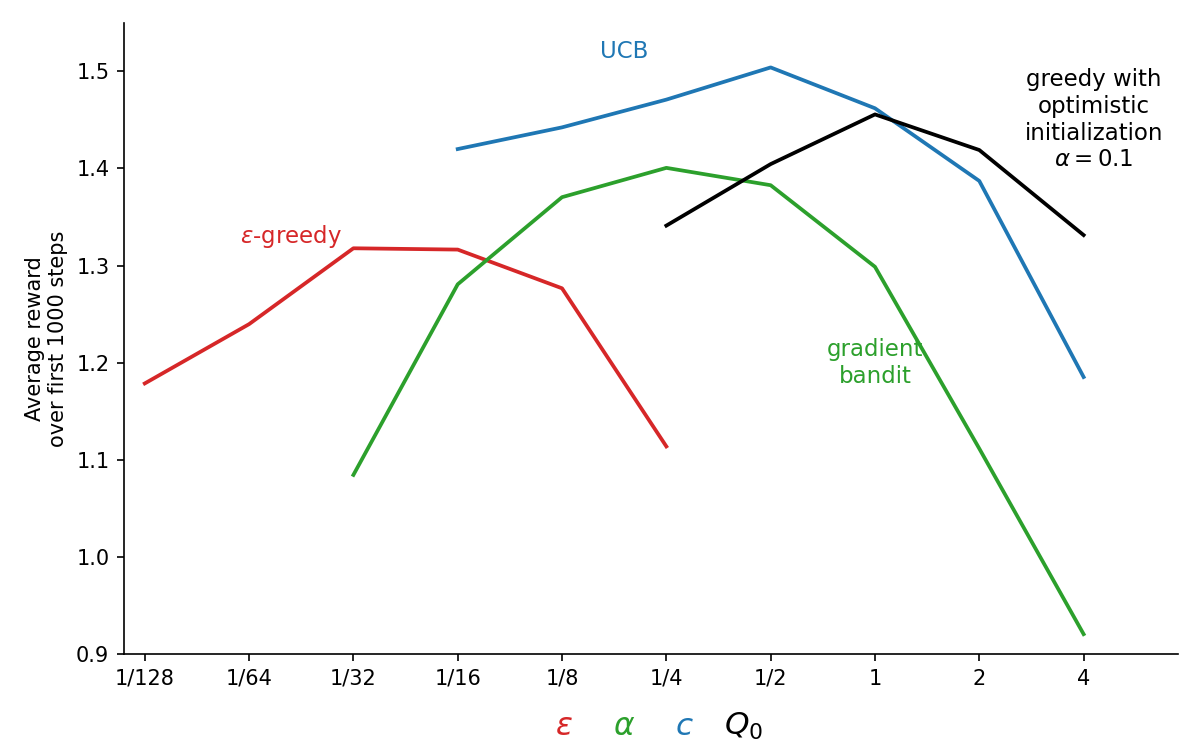 UCB
greedy with
optimistic
initialization
α = 0.1
ε-greedy
gradient
bandit
Average reward
over first 1000 steps
1.5
1.4
1.3
1.2
1.1
1.0
0.9
1/128 1/64 1/32 1/16 1/8 1/4 1/2 1 2 4
ε α c Q₀